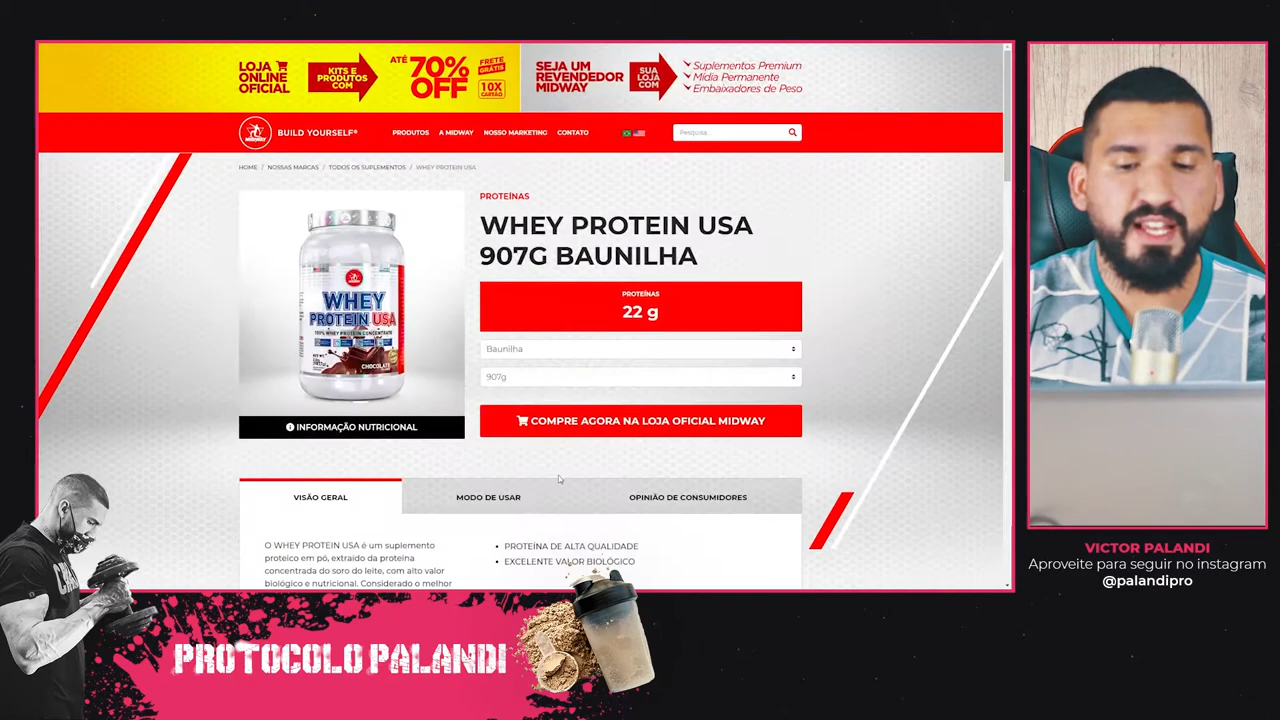 LOJA
ONLINE
OFICIAL
KITS E
PRODUTOS
COM
ATÉ 70%
OFF
FRETE
GRÁTIS
10X
CARTÃO
SEJA UM
REVENDEDOR
MIDWAY
SUA
LOJA
COM
Suplementos Premium
Mídia Permanente
Embaixadores de Peso
MIDWAY
BUILD YOURSELF®
PRODUTOS A MIDWAY NOSSO MARKETING CONTATO
Pesquisa...
HOME / NOSSAS MARCAS / TODOS OS SUPLEMENTOS / WHEY PROTEIN USA
PROTEÍNAS
WHEY PROTEIN USA
907G BAUNILHA
PROTEÍNAS
22 g
Baunilha
907g
COMPRE AGORA NA LOJA OFICIAL MIDWAY
WHEY
PROTEIN USA
100% WHEY PROTEIN CONCENTRATE
CHOCOLATE
INFORMAÇÃO NUTRICIONAL
VISÃO GERAL
MODO DE USAR
OPINIÃO DE CONSUMIDORES
O WHEY PROTEIN USA é um suplemento
proteico em pó, extraído da proteína
concentrada do soro do leite, com alto valor
biológico e nutricional. Considerado o melhor
• PROTEÍNA DE ALTA QUALIDADE
• EXCELENTE VALOR BIOLÓGICO
VICTOR PALANDI
Aproveite para seguir no instagram
@palandipro
PROTOCOLO PALANDI